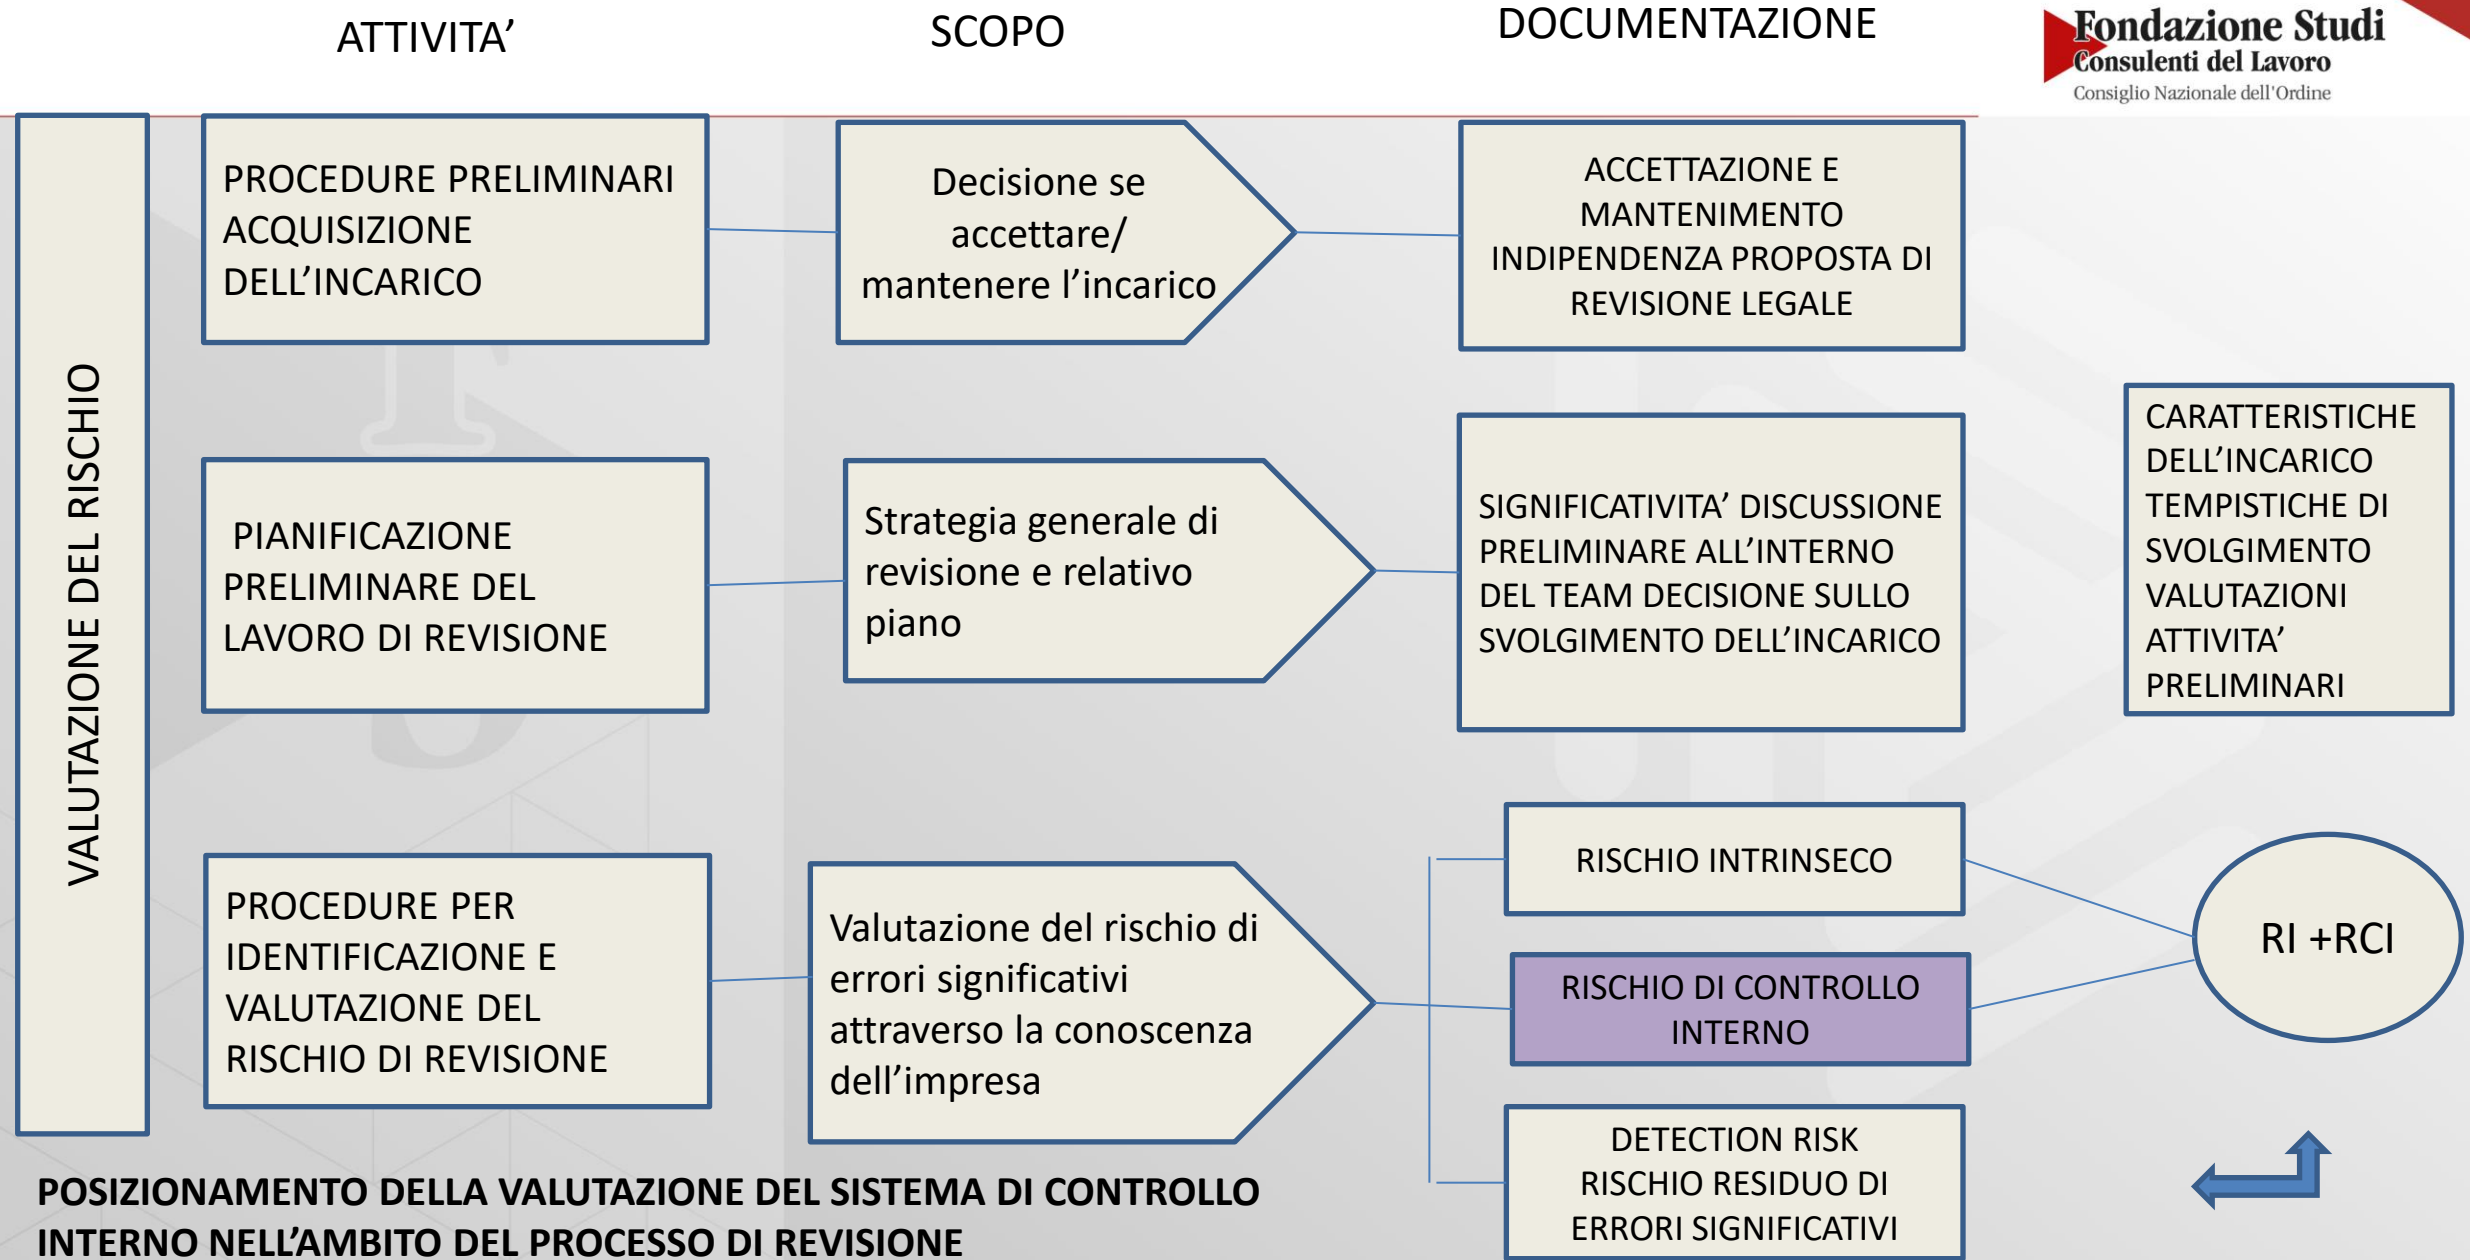 ATTIVITA’
SCOPO
DOCUMENTAZIONE
Fondazione Studi
Consulenti del Lavoro
Consiglio Nazionale dell'Ordine
VALUTAZIONE DEL RISCHIO
PROCEDURE PRELIMINARI
ACQUISIZIONE
DELL’INCARICO
Decisione se
accettare/
mantenere l’incarico
ACCETTAZIONE E
MANTENIMENTO
INDIPENDENZA PROPOSTA DI
REVISIONE LEGALE
PIANIFICAZIONE
PRELIMINARE DEL
LAVORO DI REVISIONE
Strategia generale di
revisione e relativo
piano
SIGNIFICATIVITA’ DISCUSSIONE
PRELIMINARE ALL’INTERNO
DEL TEAM DECISIONE SULLO
SVOLGIMENTO DELL’INCARICO
CARATTERISTICHE
DELL’INCARICO
TEMPISTICHE DI
SVOLGIMENTO
VALUTAZIONI
ATTIVITA’
PRELIMINARI
PROCEDURE PER
IDENTIFICAZIONE E
VALUTAZIONE DEL
RISCHIO DI REVISIONE
Valutazione del rischio di
errori significativi
attraverso la conoscenza
dell’impresa
RISCHIO INTRINSECO
RISCHIO DI CONTROLLO
INTERNO
DETECTION RISK
RISCHIO RESIDUO DI
ERRORI SIGNIFICATIVI
RI +RCI
POSIZIONAMENTO DELLA VALUTAZIONE DEL SISTEMA DI CONTROLLO
INTERNO NELL’AMBITO DEL PROCESSO DI REVISIONE